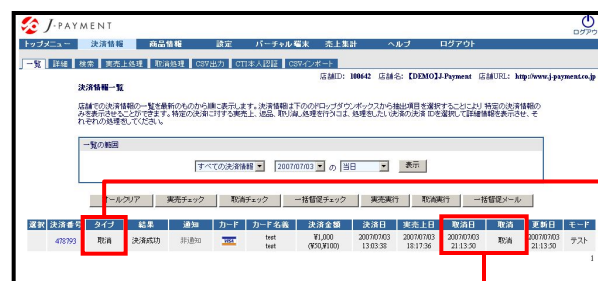 J-PAYMENT
ログアウト
トップメニュー 決済情報 商品情報 設定 バーチャル端末 売上集計 ヘルプ ログアウト
一覧 詳細 検索 実売上処理 取消処理 CSV出力 CTI本人認証 CSVインポート
店舗ID: 100642 店舗名: 【DEMO】J-Payment 店舗URL: http://www.j-payment.co.jp
決済情報一覧
店舗での決済情報の一覧を最新のものから順に表示します。決済情報は下ののドロップダウンボックスから抽出項目を選択することにより 特定の決済情報の
みを表示させることができます。特定の決済に対する実売上、返品、取り消し処理を行うには、処理をしたい決済の決済IDを選択して詳細情報を表示させ、そ
れぞれの処理をしてください。
一覧の範囲
すべての決済情報 2007/07/03 の 当日 表示
オールクリア 実売チェック 取消チェック 一括督促チェック 実売実行 取消実行 一括督促メール
選択 決済番号 タイプ 結果 通知 カード カード名義 決済金額 決済日 実売上日 取消日 取消 更新日 モード
478793 取消 決済成功 非通知 VISA test test ¥1,000 (¥50,¥100) 2007/07/03 13:03:38 2007/07/03 18:17:36 2007/07/03 21:13:50 取消 2007/07/03 21:13:50 テスト
1